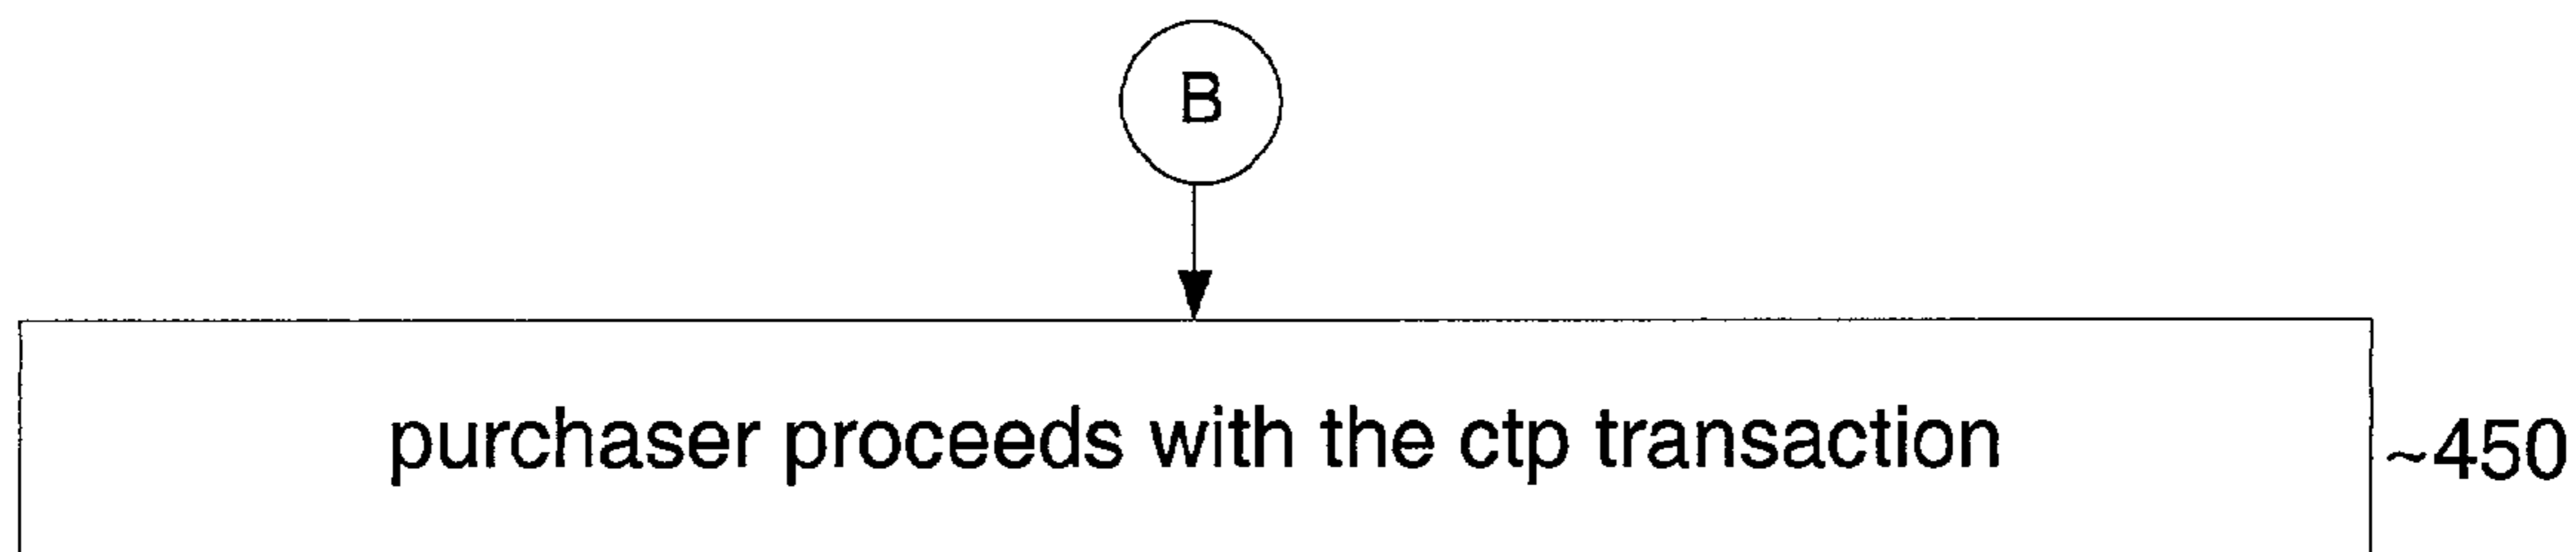 B
purchaser proceeds with the ctp transaction ~450